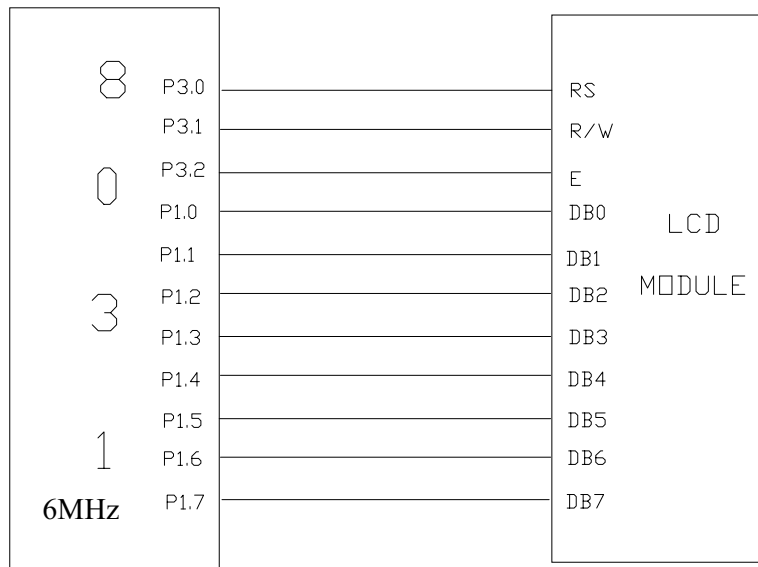 8
0
3
1
6MHz
P3.0
P3.1
P3.2
P1.0
P1.1
P1.2
P1.3
P1.4
P1.5
P1.6
P1.7
RS
R/W
E
DB0
DB1
DB2
DB3
DB4
DB5
DB6
DB7
LCD
MODULE